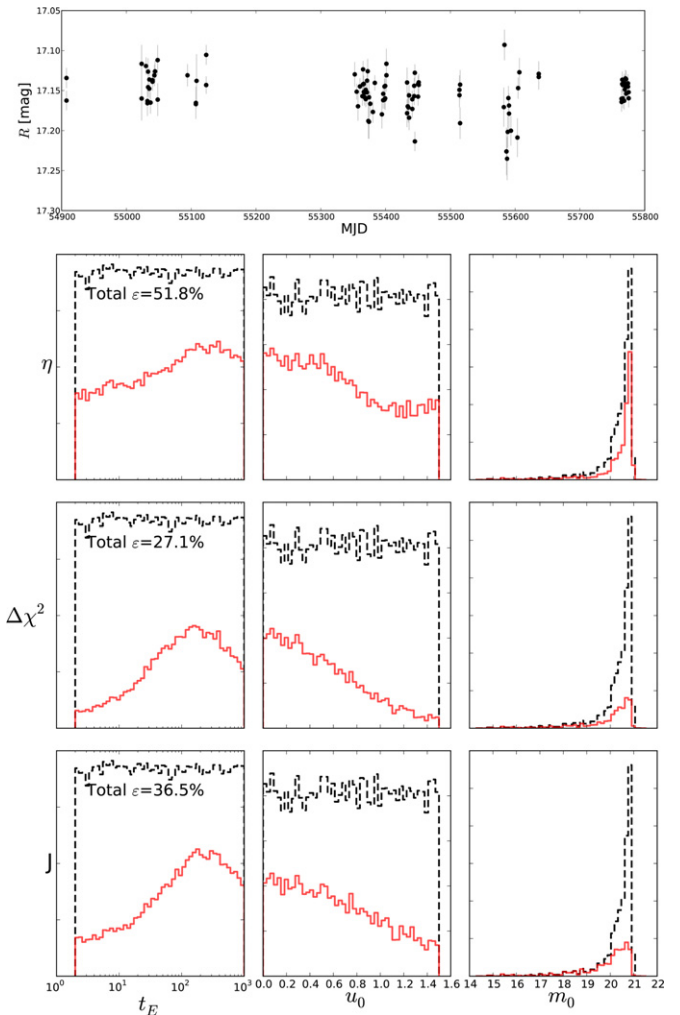 17.05
17.10
17.15
17.20
17.25
17.30
R [mag]
54900 55000 55100 55200 55300 55400 55500 55600 55700 55800
MJD
η
Total ε=51.8%
Δχ²
Total ε=27.1%
J
Total ε=36.5%
10⁰ 10¹ 10² 10³
0.0 0.2 0.4 0.6 0.8 1.0 1.2 1.4 1.6
14 15 16 17 18 19 20 21 22
t_E
u_0
m_0